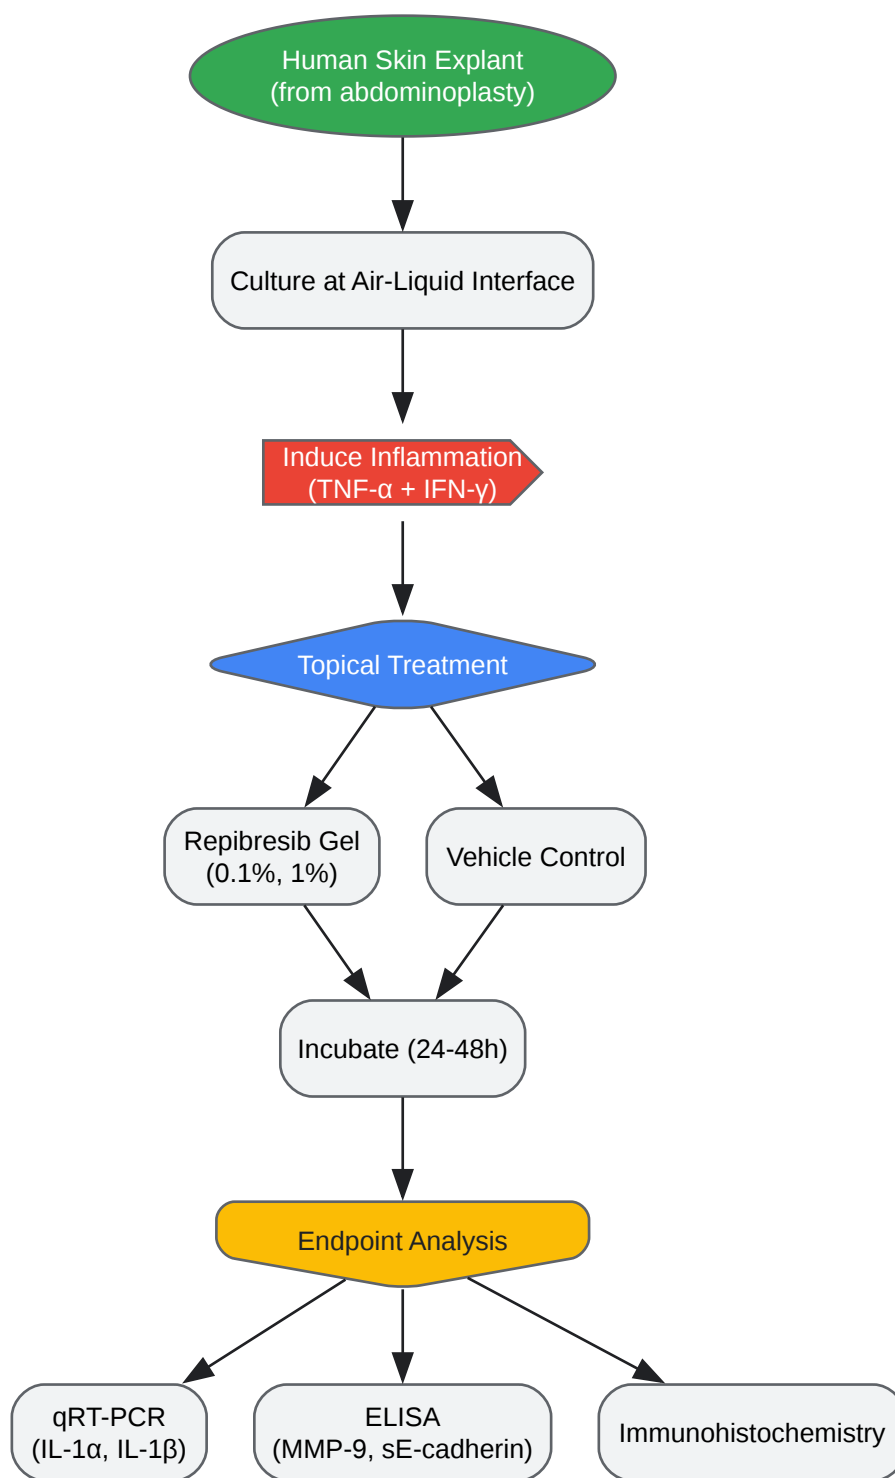 Human Skin Explant
(from abdominoplasty)
Culture at Air-Liquid Interface
Induce Inflammation
(TNF-α + IFN-γ)
Topical Treatment
Repibresib Gel
(0.1%, 1%)
Vehicle Control
Incubate (24-48h)
Endpoint Analysis
qRT-PCR
(IL-1α, IL-1β)
ELISA
(MMP-9, sE-cadherin)
Immunohistochemistry